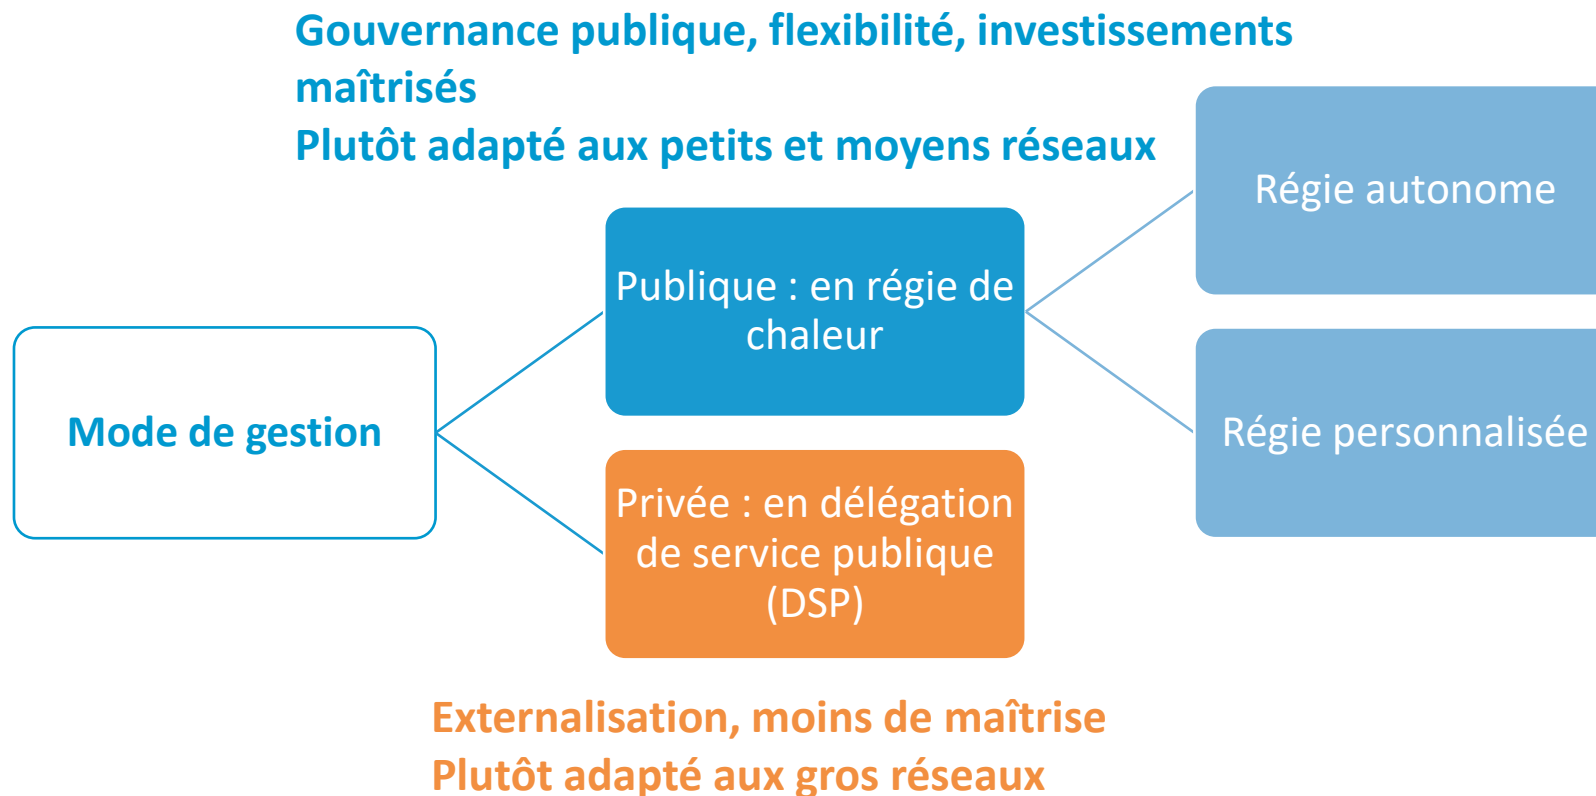 Gouvernance publique, flexibilité, investissements
maîtrisés
Plutôt adapté aux petits et moyens réseaux
Régie autonome
Publique : en régie de
chaleur
Mode de gestion
Régie personnalisée
Privée : en délégation
de service publique
(DSP)
Externalisation, moins de maîtrise
Plutôt adapté aux gros réseaux